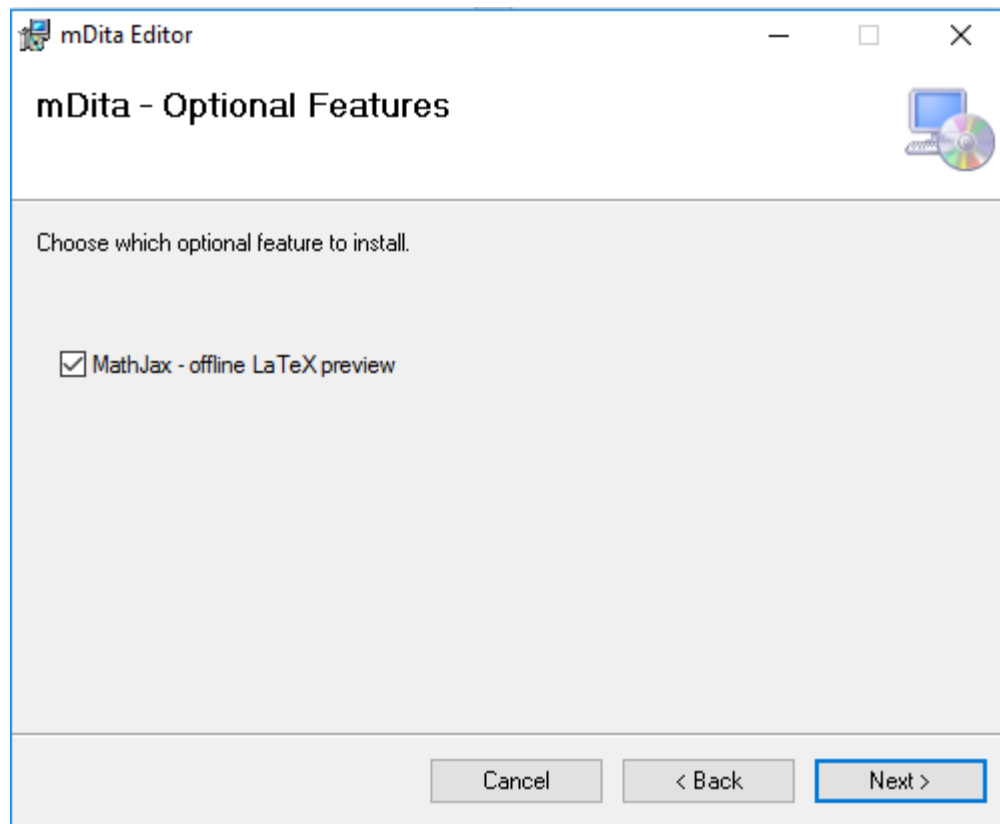 mDita Editor
mDita - Optional Features
Choose which optional feature to install.
MathJax - offline LaTeX preview
Cancel
< Back
Next >